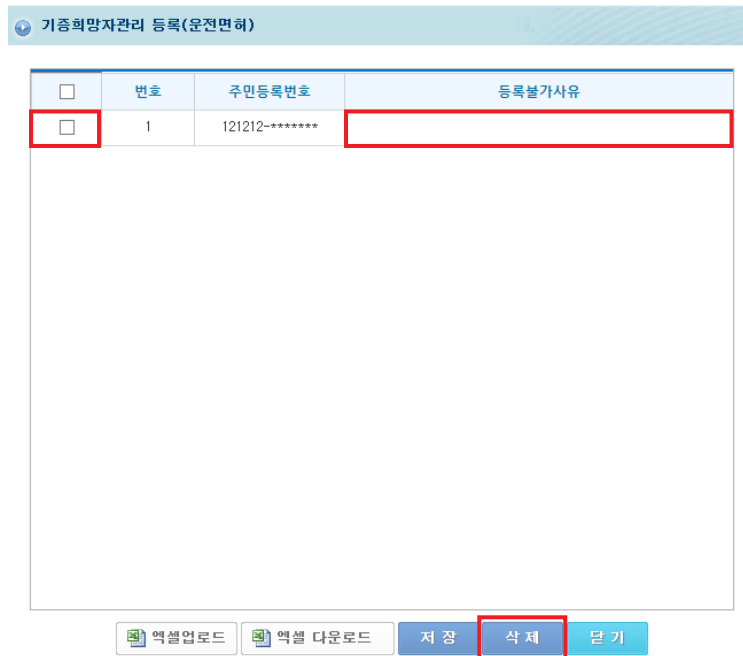 기증희망자관리 등록(운전면허)
번호 주민등록번호 등록불가사유
1 121212-*******
엑셀업로드 엑셀 다운로드 저 장 삭 제 닫 기